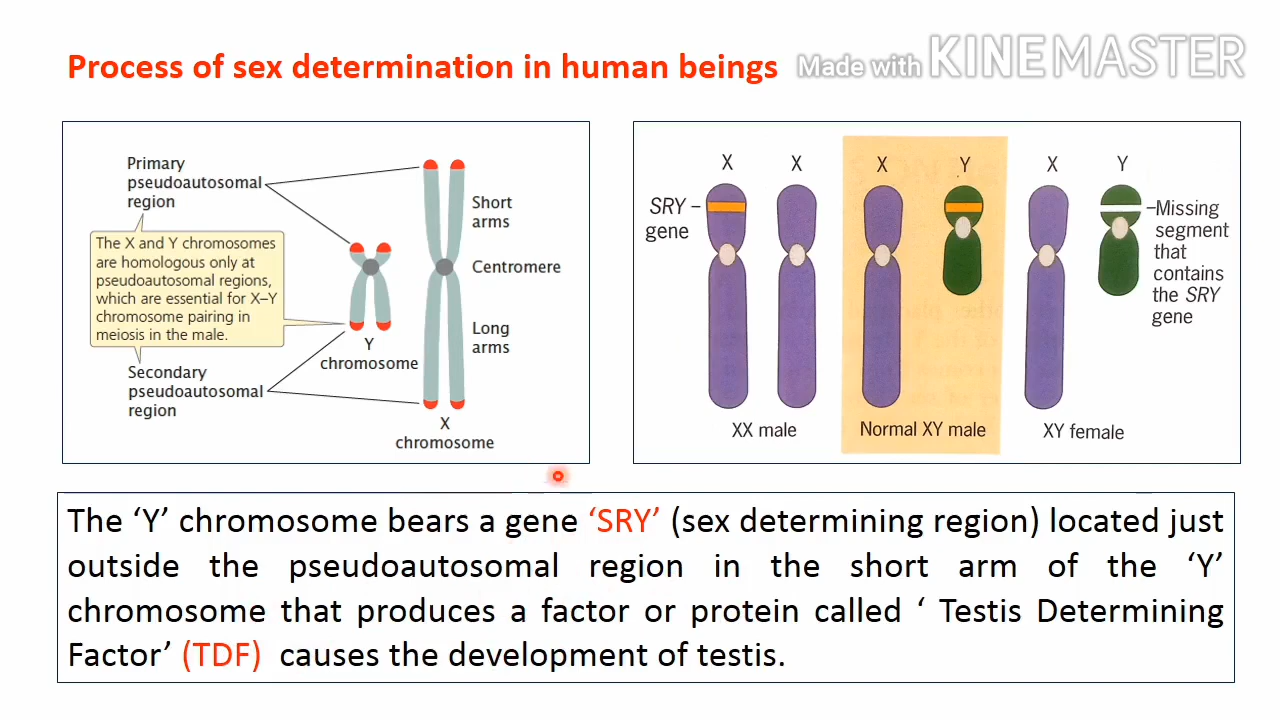 Process of sex determination in human beings
Made with KINEMASTER
Primary
pseudoautosomal
region
The X and Y chromosomes
are homologous only at
pseudoautosomal regions,
which are essential for X–Y
chromosome pairing in
meiosis in the male.
Secondary
pseudoautosomal
region
Short
arms
Centromere
Long
arms
Y
chromosome
X
chromosome
X X X Y X Y
SRY
gene
Missing
segment
that
contains
the SRY
gene
XX male
Normal XY male
XY female
The ‘Y’ chromosome bears a gene ‘SRY’ (sex determining region) located just
outside the pseudoautosomal region in the short arm of the ‘Y’
chromosome that produces a factor or protein called ‘ Testis Determining
Factor’ (TDF) causes the development of testis.